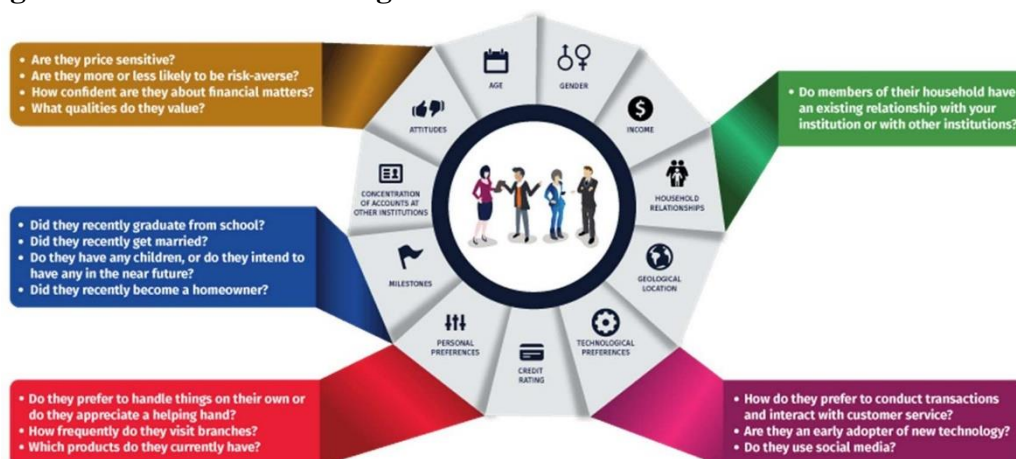 • Are they price sensitive?
• Are they more or less likely to be risk-averse?
• How confident are they about financial matters?
• What qualities do they value?
• Did they recently graduate from school?
• Did they recently get married?
• Do they have any children, or do they intend to
have any in the near future?
• Did they recently become a homeowner?
• Do they prefer to handle things on their own or
do they appreciate a helping hand?
• How frequently do they visit branches?
• Which products do they currently have?
AGE
GENDER
$
INCOME
HOUSEHOLD
RELATIONSHIPS
GEOLOGICAL
LOCATION
TECHNOLOGICAL
PREFERENCES
CREDIT
RATING
PERSONAL
PREFERENCES
MILESTONES
CONCENTRATION
OF ACCOUNTS AT
OTHER INSTITUTIONS
ATTITUDES
• Do members of their household have
an existing relationship with your
institution or with other institutions?
• How do they prefer to conduct transactions
and interact with customer service?
• Are they an early adopter of new technology?
• Do they use social media?